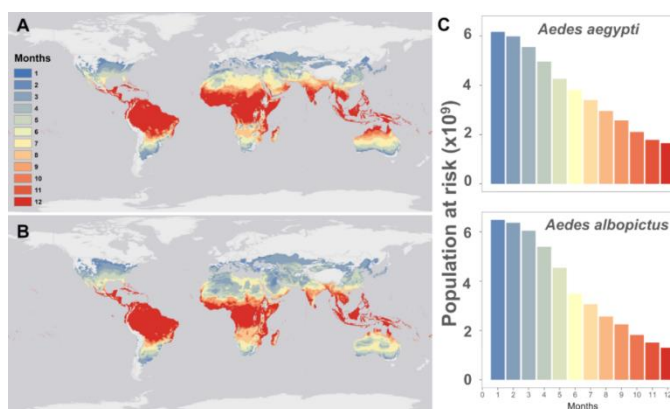 A
Months
1
2
3
4
5
6
7
8
9
10
11
12
B
C
Aedes aegypti
6
4
2
0
Population at risk (x10⁹)
Aedes albopictus
6
4
2
0
0 1 2 3 4 5 6 7 8 9 10 11 12
Months